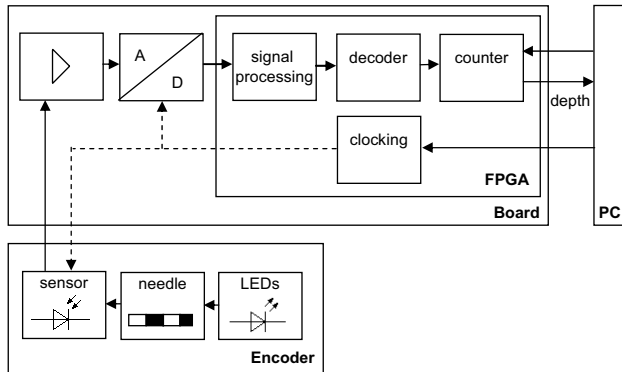 A
D
signal
processing
decoder
counter
depth
clocking
FPGA
Board
PC
sensor
needle
LEDs
Encoder